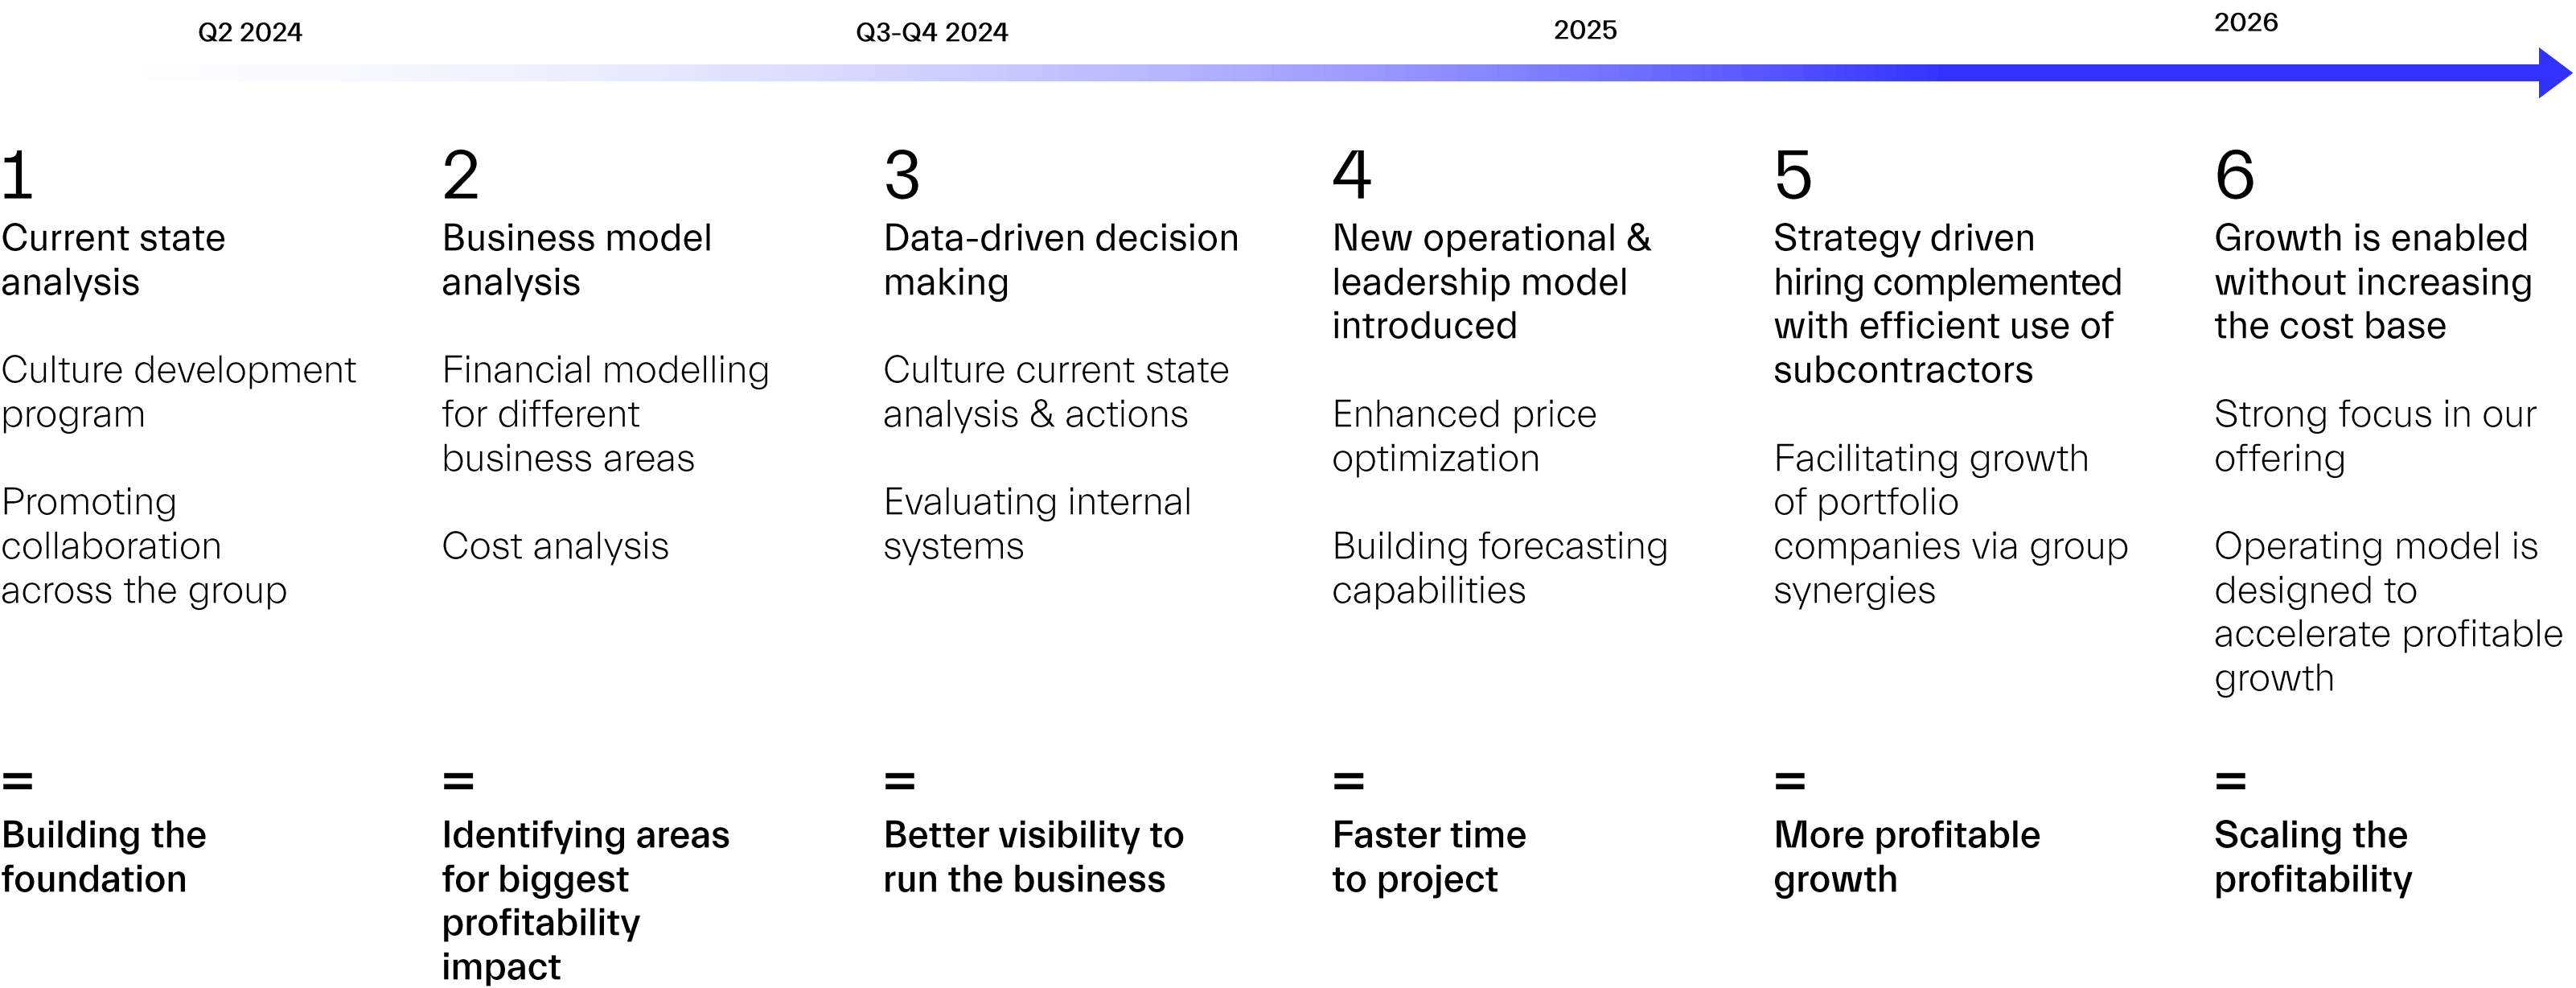 Q2 2024
Q3-Q4 2024
2025
2026
1
Current state
analysis
Culture development
program
Promoting
collaboration
across the group
=
Building the
foundation
2
Business model
analysis
Financial modelling
for different
business areas
Cost analysis
=
Identifying areas
for biggest
profitability
impact
3
Data-driven decision
making
Culture current state
analysis & actions
Evaluating internal
systems
=
Better visibility to
run the business
4
New operational &
leadership model
introduced
Enhanced price
optimization
Building forecasting
capabilities
=
Faster time
to project
5
Strategy driven
hiring complemented
with efficient use of
subcontractors
Facilitating growth
of portfolio
companies via group
synergies
=
More profitable
growth
6
Growth is enabled
without increasing
the cost base
Strong focus in our
offering
Operating model is
designed to
accelerate profitable
growth
=
Scaling the
profitability